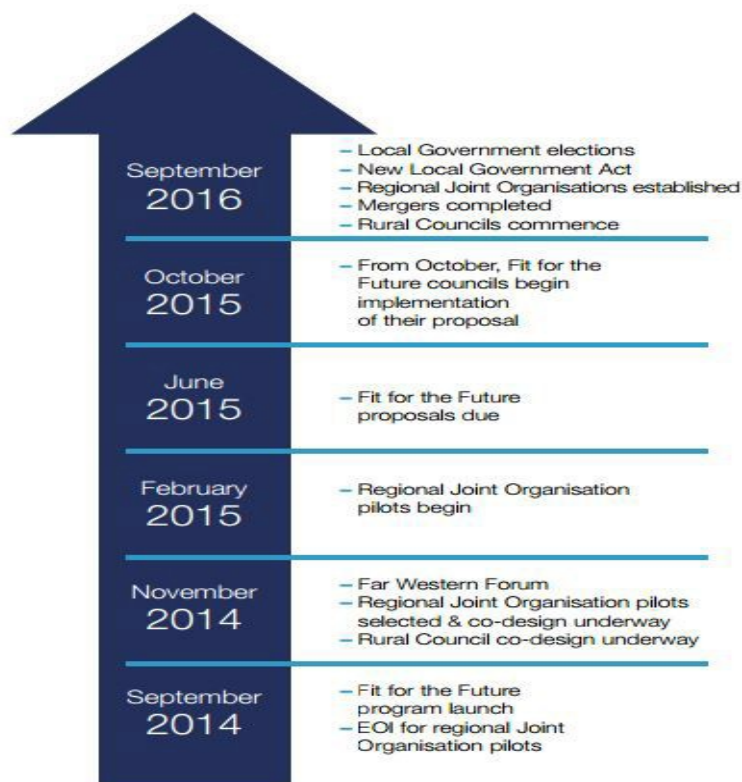 September
2016
– Local Government elections
– New Local Government Act
– Regional Joint Organisations established
– Mergers completed
– Rural Councils commence
October
2015
– From October, Fit for the
Future councils begin
implementation
of their proposal
June
2015
– Fit for the Future
proposals due
February
2015
– Regional Joint Organisation
pilots begin
November
2014
– Far Western Forum
– Regional Joint Organisation pilots
selected & co-design underway
– Rural Council co-design underway
September
2014
– Fit for the Future
program launch
– EOI for regional Joint
Organisation pilots